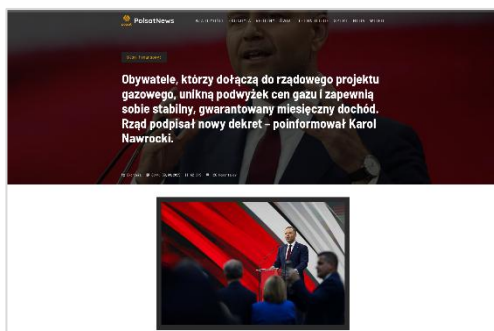 PolsatNews
Obywatele, którzy dołączą do rządowego projektu
gazowego, unikną podwyżek cen gazu i zapewnią
sobie stabilny, gwarantowany miesięczny dochód.
Rząd podpisał nowy dekret – poinformował Karol
Nawrocki.